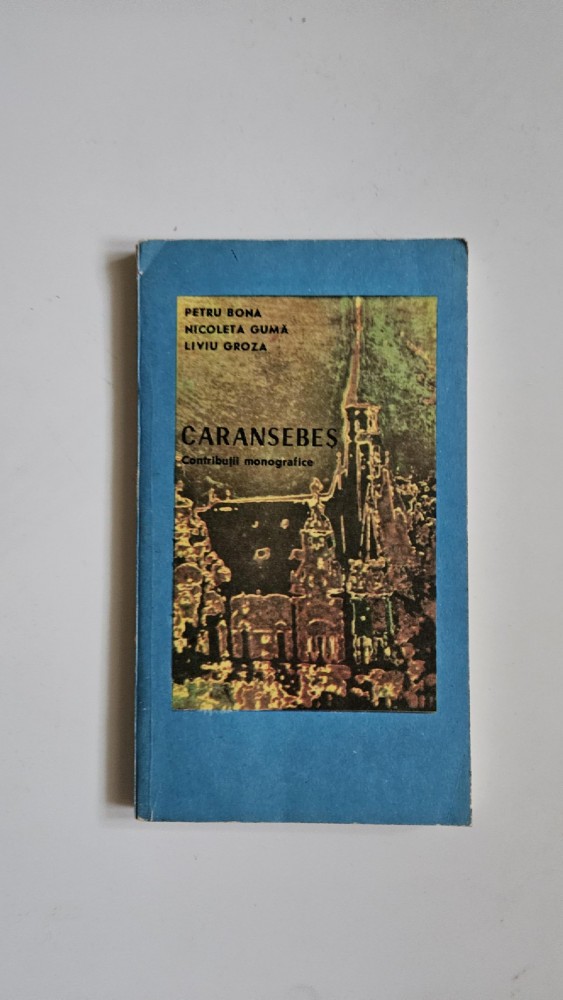 PETRU BONA
NICOLETA GUMĂ
LIVIU GROZA
CARANSEBEȘ
Contribuții monografice